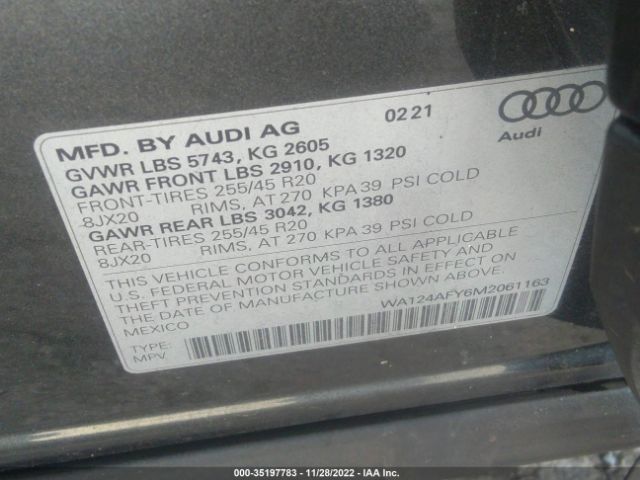 MFD. BY AUDI AG 02 21
Audi
GVWR LBS 5743, KG 2605
GAWR FRONT LBS 2910, KG 1320
FRONT-TIRES 255/45 R20
8JX20 RIMS, AT 270 KPA 39 PSI COLD
GAWR REAR LBS 3042, KG 1380
REAR-TIRES 255/45 R20
8JX20 RIMS, AT 270 KPA 39 PSI COLD
THIS VEHICLE CONFORMS TO ALL APPLICABLE
U.S. FEDERAL MOTOR VEHICLE SAFETY AND
THEFT PREVENTION STANDARDS IN EFFECT ON
THE DATE OF MANUFACTURE SHOWN ABOVE.
MEXICO
WA124AFY6M2061163
TYPE:
MPV
000-35197783 - 11/28/2022 - IAA Inc.